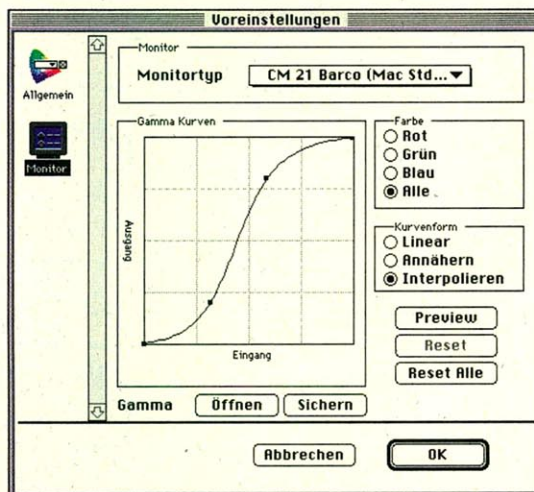 Voreinstellungen
Allgemein
Monitor
Monitor
Monitortyp CM 21 Barco (Mac Std...
Gamma Kurven
Ausgang
Eingang
Gamma Öffnen Sichern
Farbe
Rot
Grün
Blau
Alle
Kurvenform
Linear
Annähern
Interpolieren
Preview
Reset
Reset Alle
Abbrechen OK